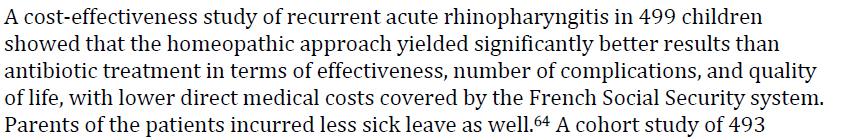 A cost-effectiveness study of recurrent acute rhinopharyngitis in 499 children
showed that the homeopathic approach yielded significantly better results than
antibiotic treatment in terms of effectiveness, number of complications, and quality
of life, with lower direct medical costs covered by the French Social Security system.
Parents of the patients incurred less sick leave as well.⁶⁴ A cohort study of 493